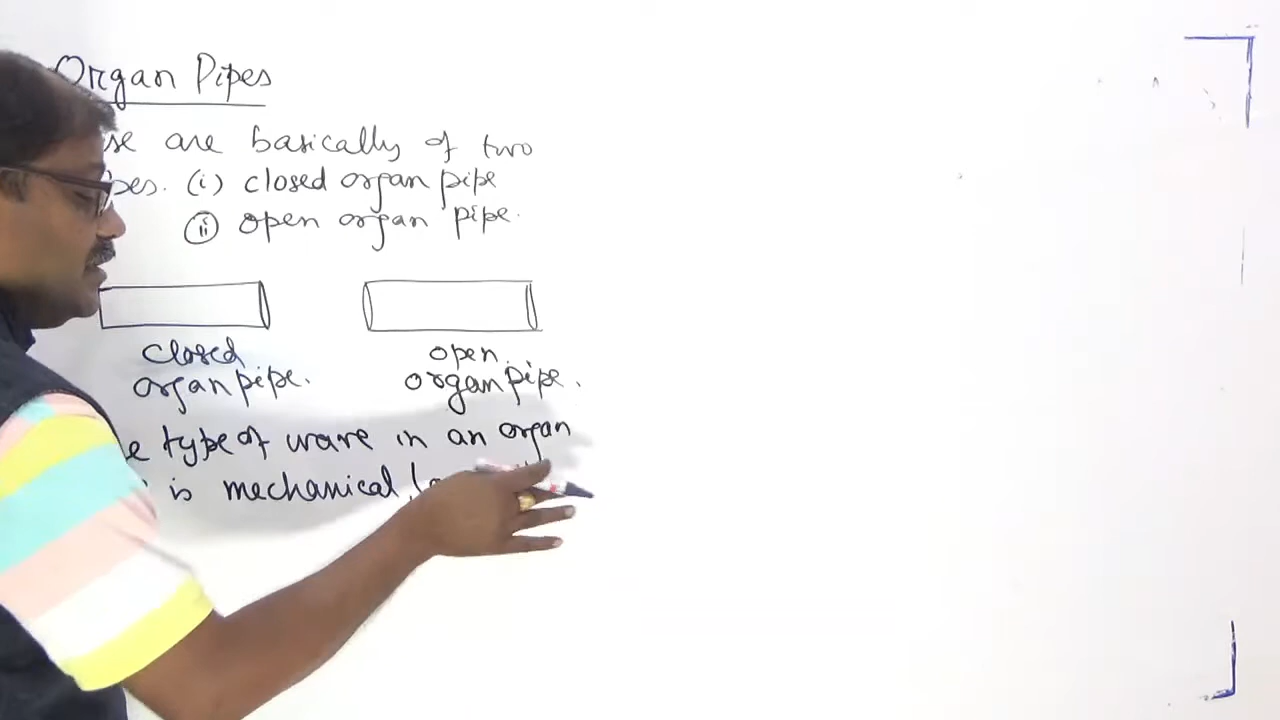 Organ Pipes
are basically of two
(i) closed organ pipe
(ii) open organ pipe.
closed
organ pipe.
open
organ pipe.
type of wave in an organ
is mechanical,